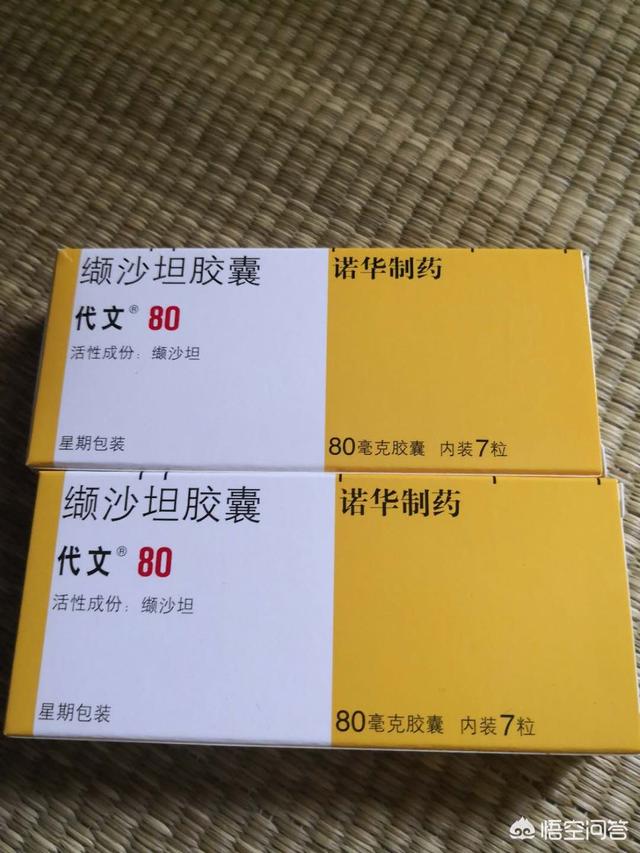 缬沙坦胶囊
诺华制药
代文® 80
活性成份：缬沙坦
星期包装
80毫克胶囊 内装7粒
缬沙坦胶囊
诺华制药
代文® 80
活性成份：缬沙坦
星期包装
80毫克胶囊 内装7粒
悟空问答